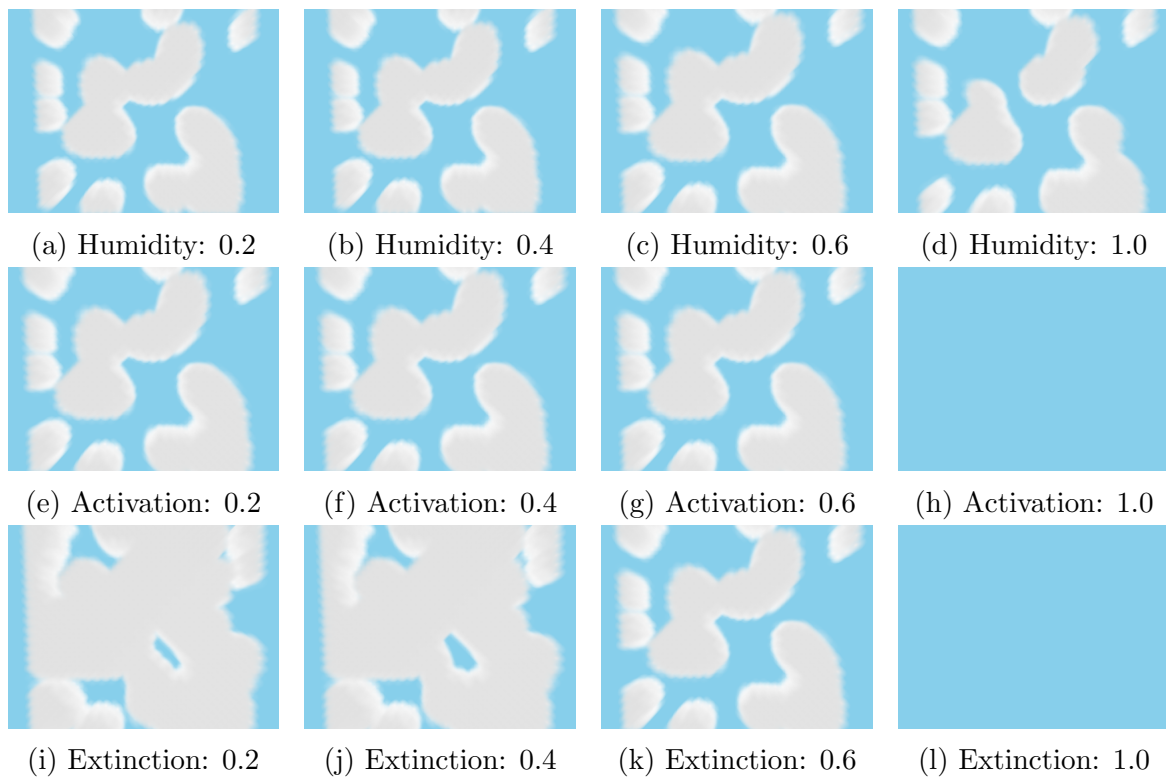 (a) Humidity: 0.2
(b) Humidity: 0.4
(c) Humidity: 0.6
(d) Humidity: 1.0
(e) Activation: 0.2
(f) Activation: 0.4
(g) Activation: 0.6
(h) Activation: 1.0
(i) Extinction: 0.2
(j) Extinction: 0.4
(k) Extinction: 0.6
(l) Extinction: 1.0